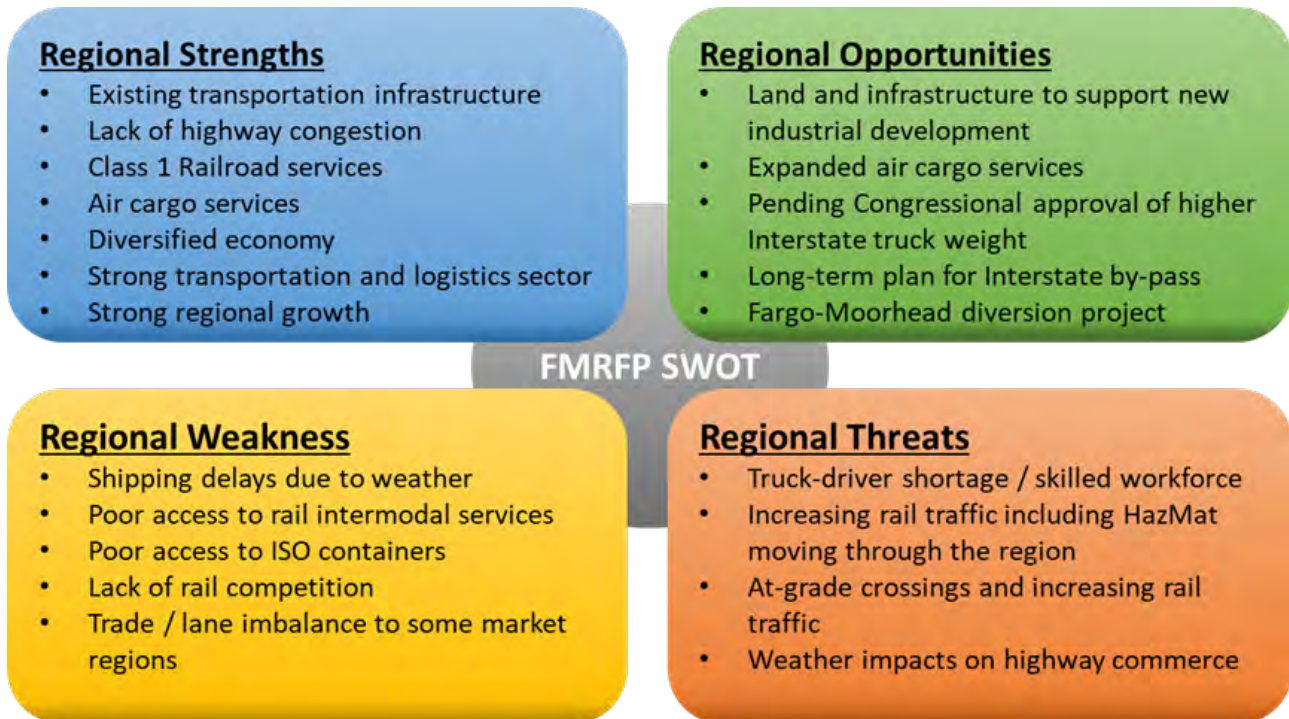 Regional Strengths
• Existing transportation infrastructure
• Lack of highway congestion
• Class 1 Railroad services
• Air cargo services
• Diversified economy
• Strong transportation and logistics sector
• Strong regional growth
Regional Opportunities
• Land and infrastructure to support new
industrial development
• Expanded air cargo services
• Pending Congressional approval of higher
Interstate truck weight
• Long-term plan for Interstate by-pass
• Fargo-Moorhead diversion project
FMRFP SWOT
Regional Weakness
• Shipping delays due to weather
• Poor access to rail intermodal services
• Poor access to ISO containers
• Lack of rail competition
• Trade / lane imbalance to some market
regions
Regional Threats
• Truck-driver shortage / skilled workforce
• Increasing rail traffic including HazMat
moving through the region
• At-grade crossings and increasing rail
traffic
• Weather impacts on highway commerce